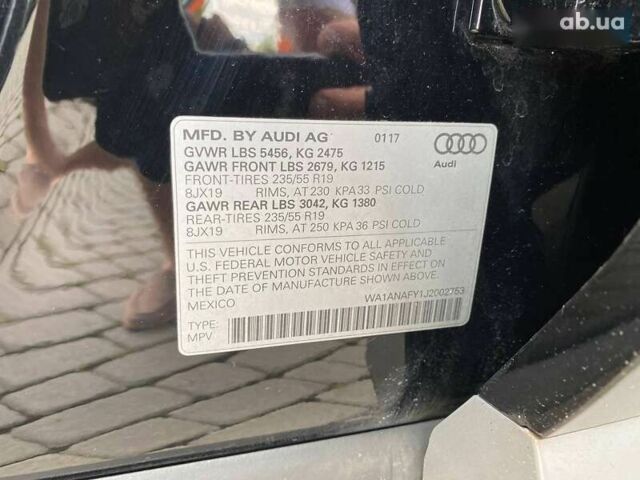 ab.ua
MFD. BY AUDI AG 01 17
GVWR LBS 5456, KG 2475
GAWR FRONT LBS 2679, KG 1215
FRONT-TIRES 235/55 R19
8JX19 RIMS, AT 230 KPA 33 PSI COLD
GAWR REAR LBS 3042, KG 1380
REAR-TIRES 235/55 R19
8JX19 RIMS, AT 250 KPA 36 PSI COLD
Audi
THIS VEHICLE CONFORMS TO ALL APPLICABLE
U.S. FEDERAL MOTOR VEHICLE SAFETY AND
THEFT PREVENTION STANDARDS IN EFFECT ON
THE DATE OF MANUFACTURE SHOWN ABOVE.
MEXICO WA1ANAFY1J2002753
TYPE:
MPV